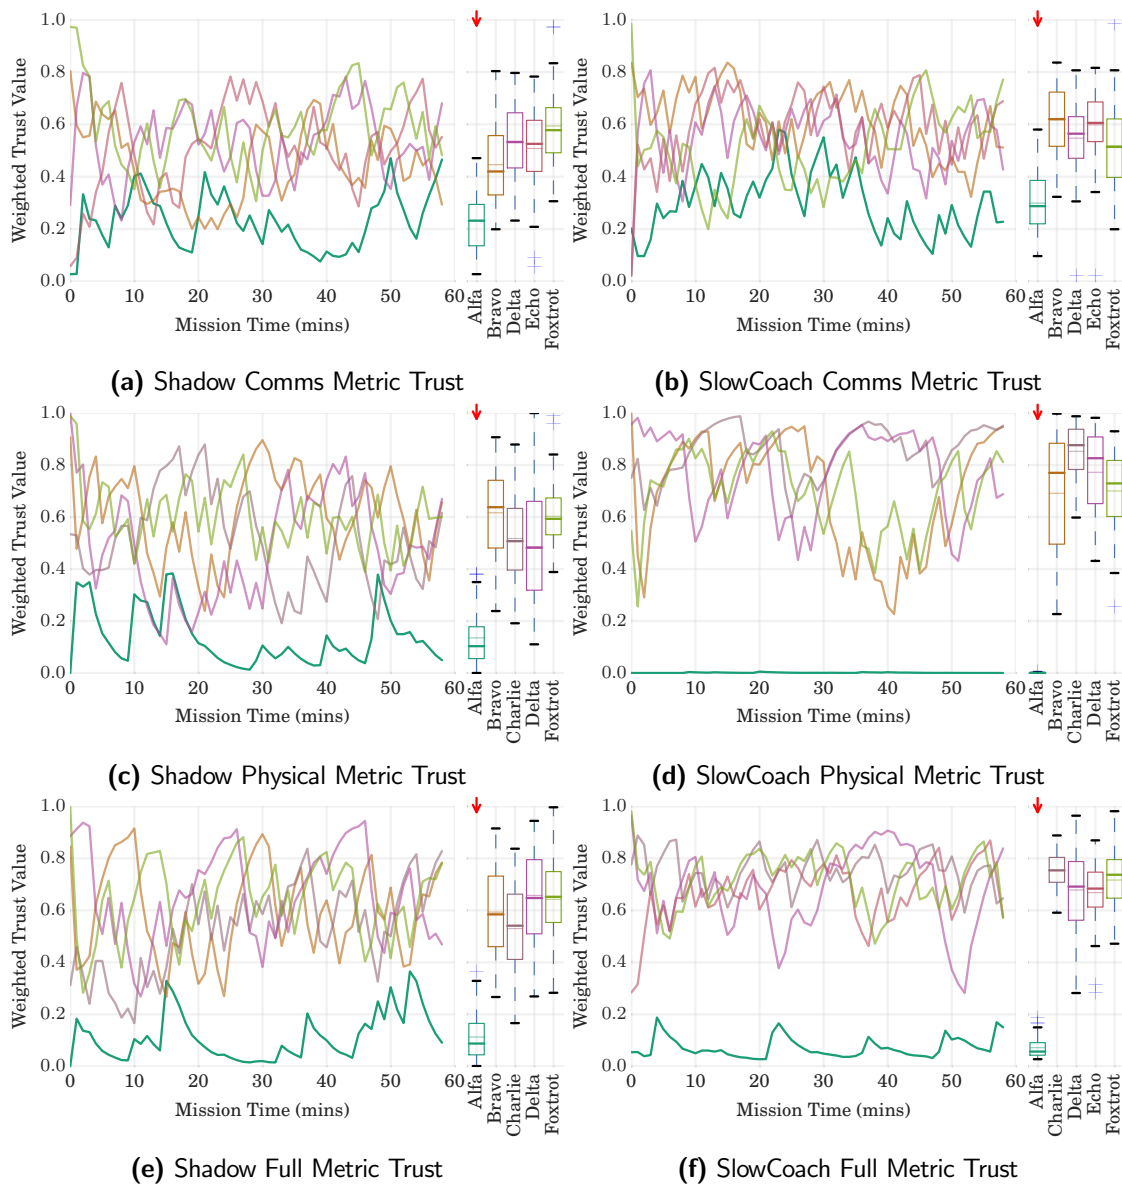 1.0
0.8
0.6
0.4
0.2
0.0
Weighted Trust Value
0 10 20 30 40 50 60
Mission Time (mins)
Alfa
Bravo
Delta
Echo
Foxtrot
(a) Shadow Comms Metric Trust
1.0
0.8
0.6
0.4
0.2
0.0
Weighted Trust Value
0 10 20 30 40 50 60
Mission Time (mins)
Alfa
Bravo
Delta
Echo
Foxtrot
(b) SlowCoach Comms Metric Trust
1.0
0.8
0.6
0.4
0.2
0.0
Weighted Trust Value
0 10 20 30 40 50 60
Mission Time (mins)
Alfa
Bravo
Charlie
Delta
Foxtrot
(c) Shadow Physical Metric Trust
1.0
0.8
0.6
0.4
0.2
0.0
Weighted Trust Value
0 10 20 30 40 50 60
Mission Time (mins)
Alfa
Bravo
Charlie
Delta
Foxtrot
(d) SlowCoach Physical Metric Trust
1.0
0.8
0.6
0.4
0.2
0.0
Weighted Trust Value
0 10 20 30 40 50 60
Mission Time (mins)
Alfa
Bravo
Charlie
Delta
Foxtrot
(e) Shadow Full Metric Trust
1.0
0.8
0.6
0.4
0.2
0.0
Weighted Trust Value
0 10 20 30 40 50 60
Mission Time (mins)
Alfa
Charlie
Delta
Echo
Foxtrot
(f) SlowCoach Full Metric Trust